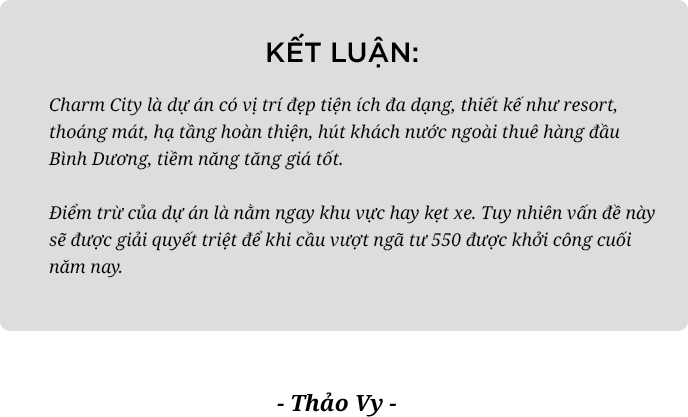 KẾT LUẬN:
Charm City là dự án có vị trí đẹp tiện ích đa dạng, thiết kế như resort,
thoáng mát, hạ tầng hoàn thiện, hút khách nước ngoài thuê hàng đầu
Bình Dương, tiềm năng tăng giá tốt.
Điểm trừ của dự án là nằm ngay khu vực hay kẹt xe. Tuy nhiên vấn đề này
sẽ được giải quyết triệt để khi cầu vượt ngã tư 550 được khởi công cuối
năm nay.
- Thảo Vy -